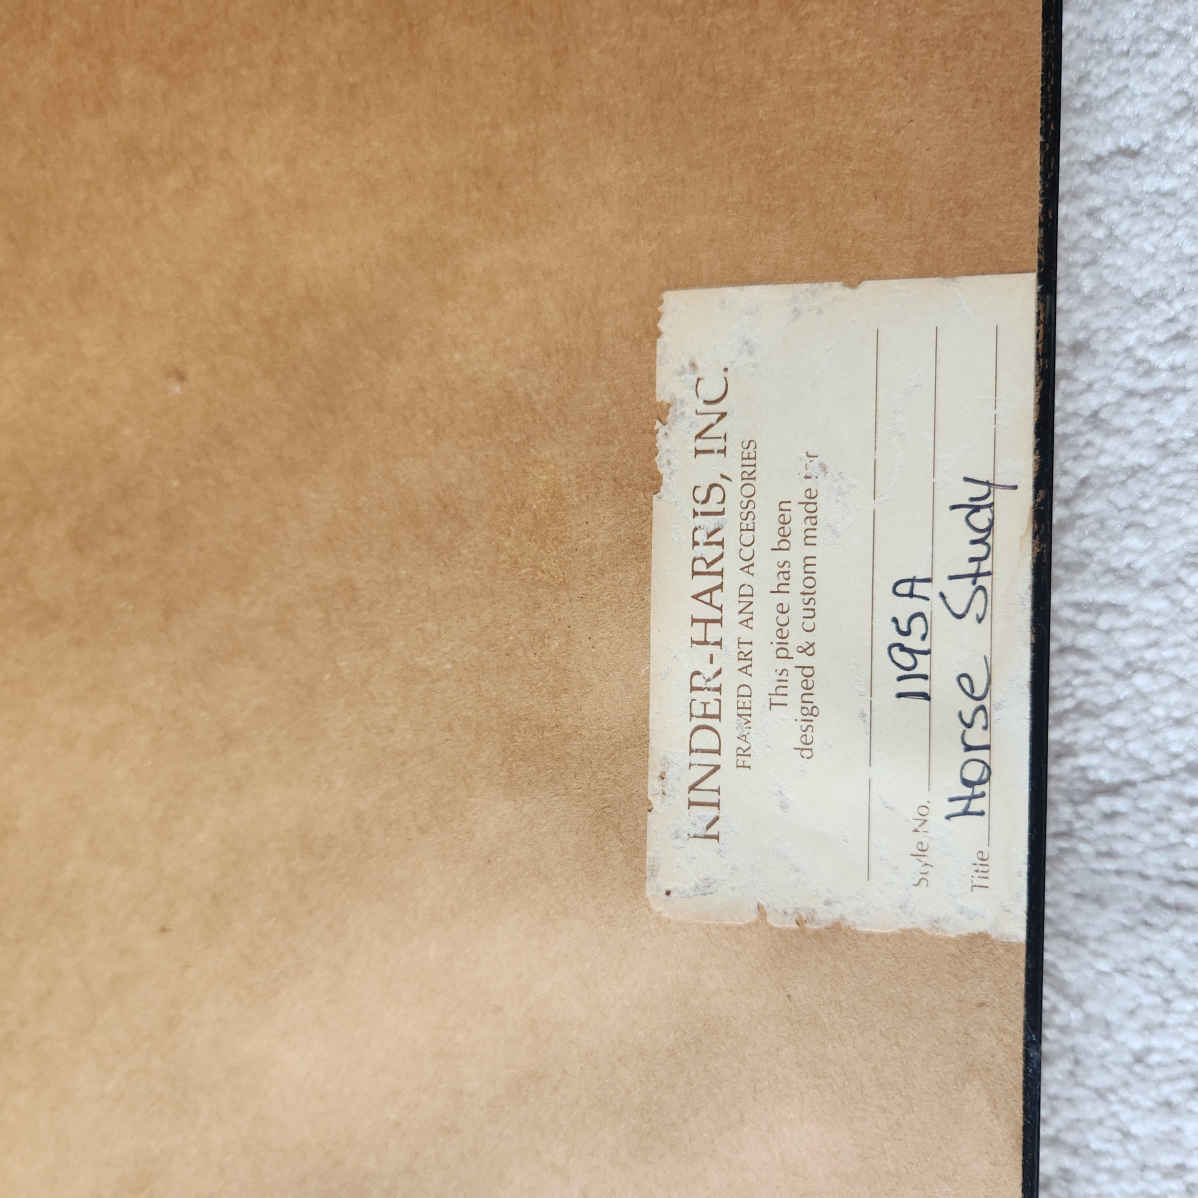 KINDER-HARRIS, INC.
FRAMED ART AND ACCESSORIES
This piece has been
designed & custom made for
Style No. 1195A
Title Horse Study